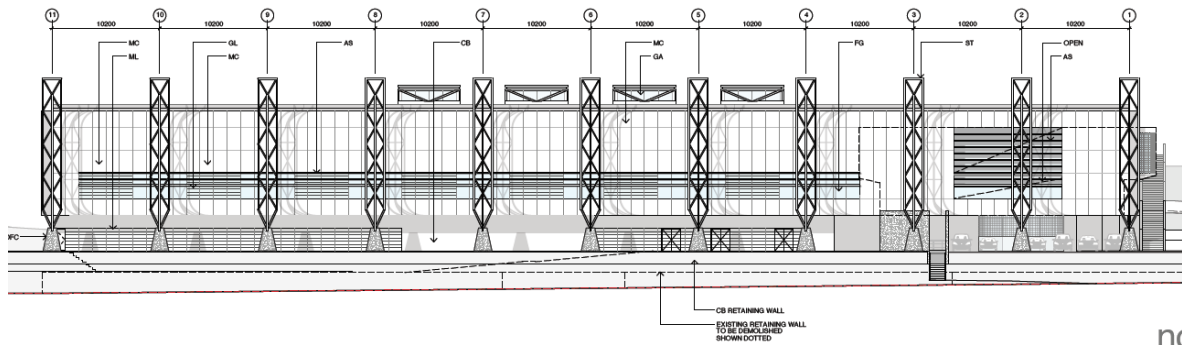 11 10 9 8 7 6 5 4 3 2 1
10200 10200 10200 10200 10200 10200 10200 10200 10200 10200
MC GL AS CB MC FG ST OPEN
ML MC GA AS
CB RETAINING WALL
EXISTING RETAINING WALL
TO BE DEMOLISHED
SHOWN DOTTED